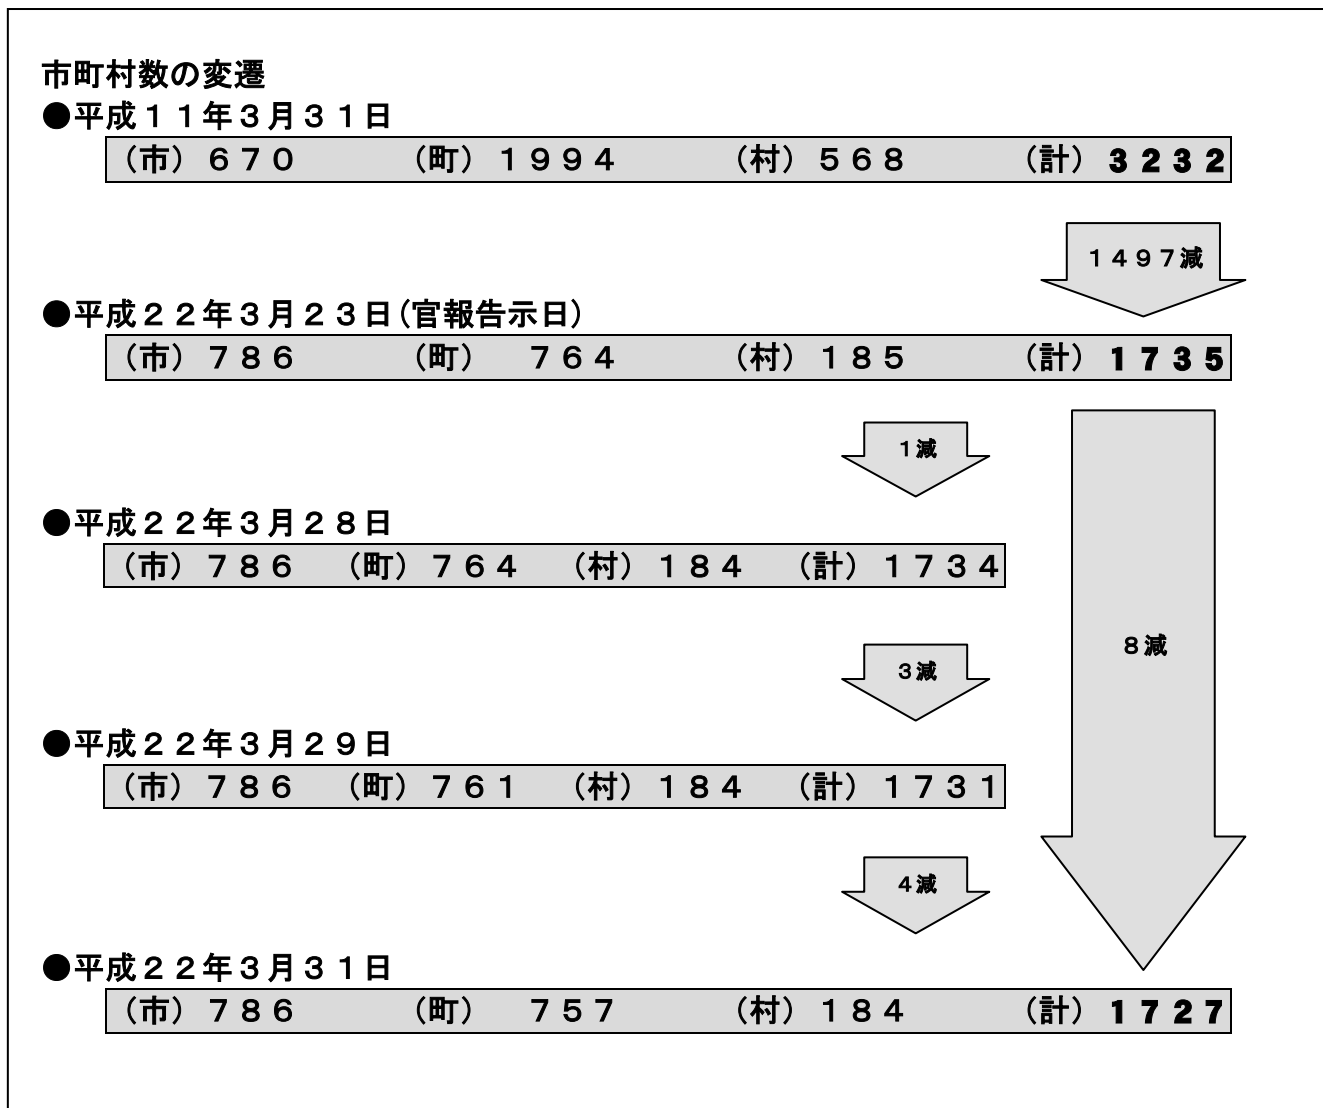 市町村数の変遷
●平成１１年３月３１日
（市）６７０　（町）１９９４　（村）５６８　（計）３２３２
１４９７減
●平成２２年３月２３日（官報告示日）
（市）７８６　（町）　７６４　（村）１８５　（計）１７３５
１減
●平成２２年３月２８日
（市）７８６　（町）７６４　（村）１８４　（計）１７３４
８減
３減
●平成２２年３月２９日
（市）７８６　（町）７６１　（村）１８４　（計）１７３１
４減
●平成２２年３月３１日
（市）７８６　（町）　７５７　（村）１８４　（計）１７２７